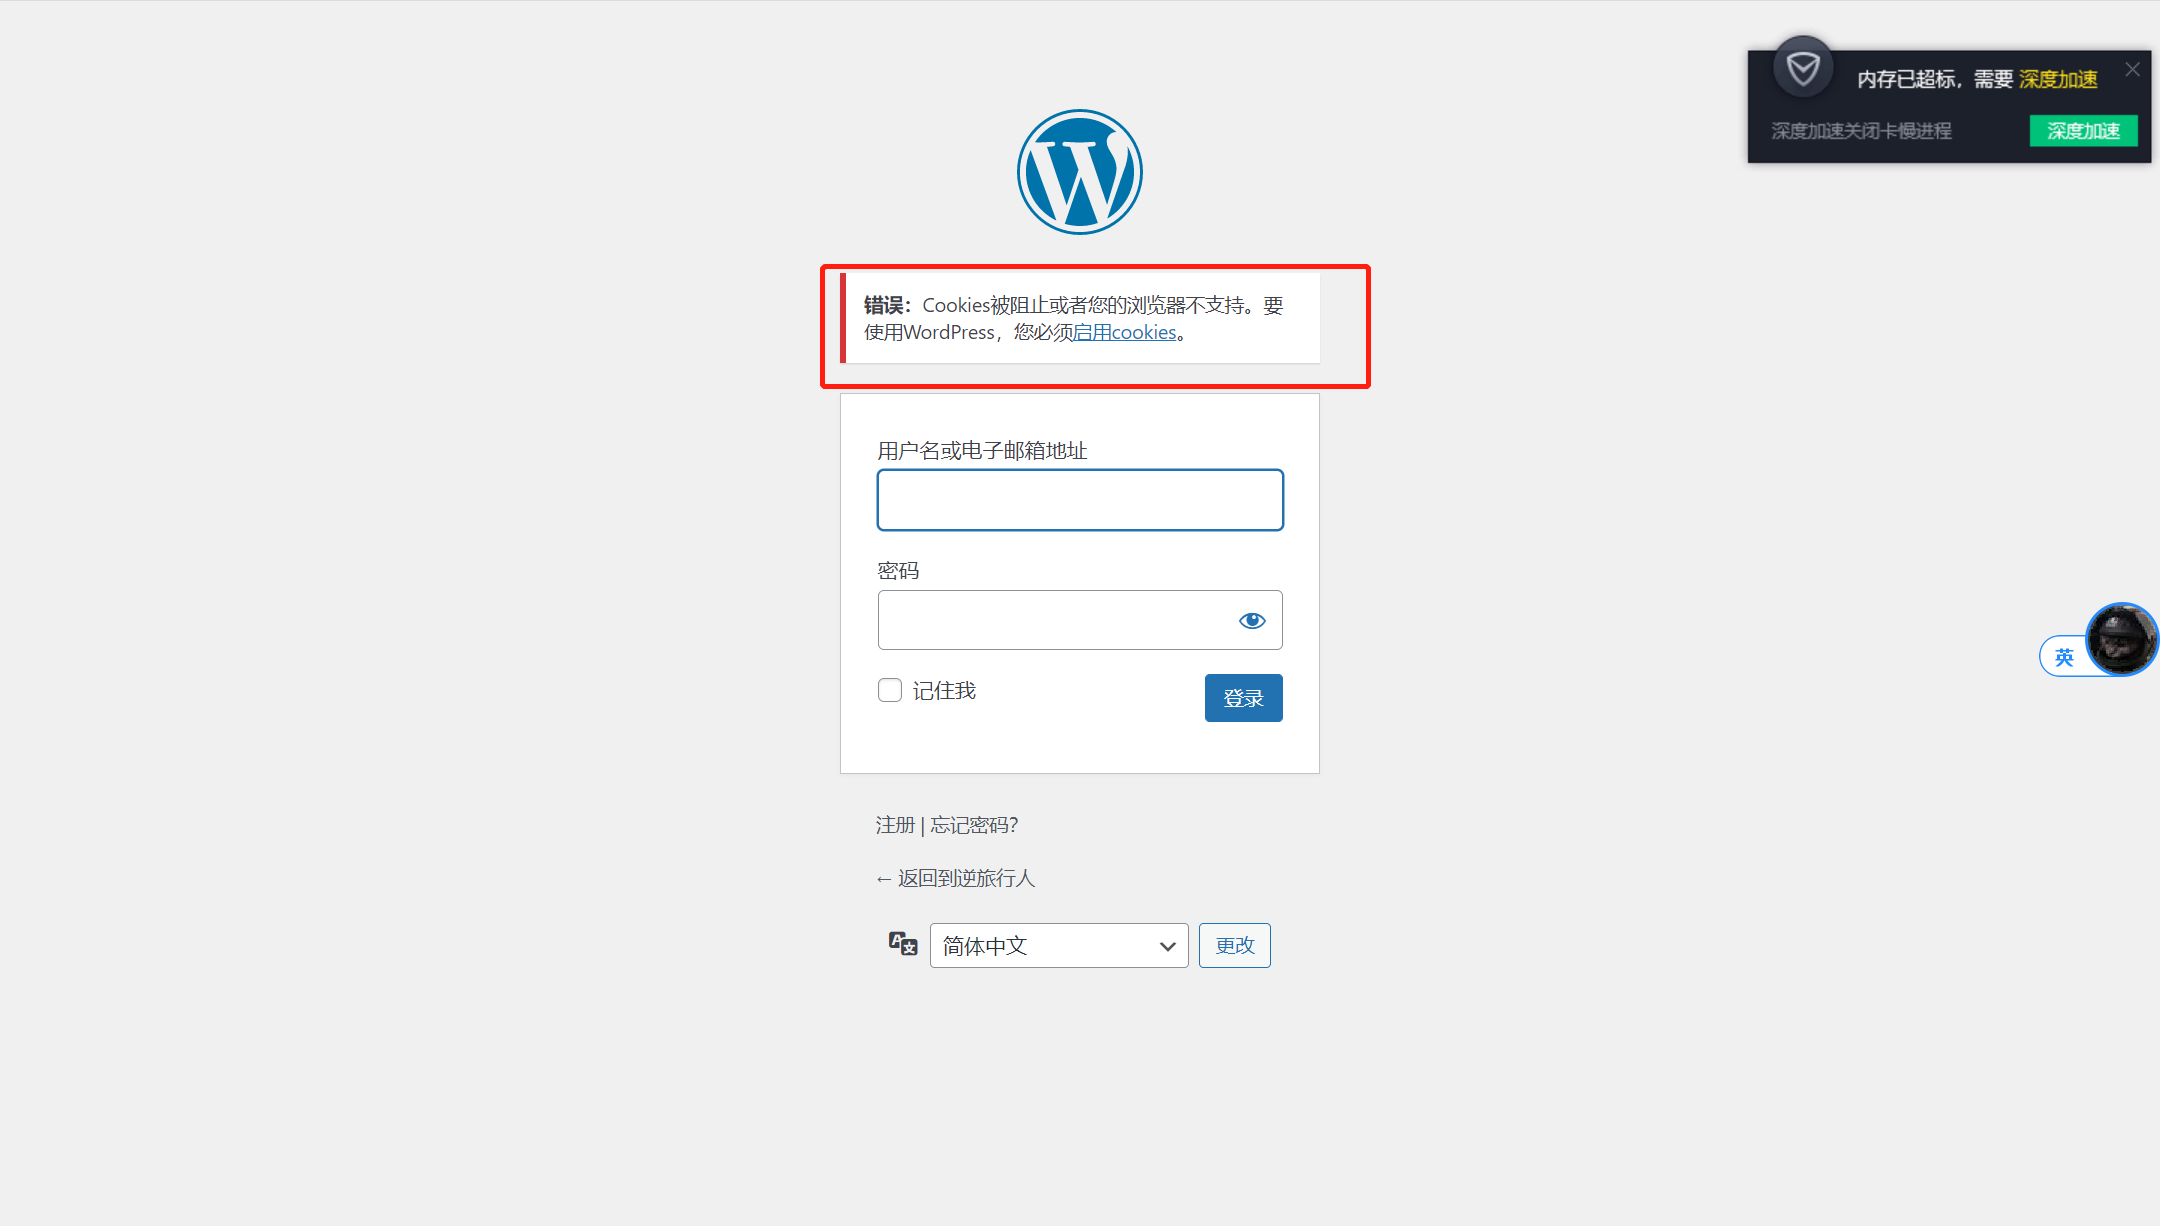 内存已超标，需要 深度加速
深度加速关闭卡慢进程
深度加速
错误：Cookies被阻止或者您的浏览器不支持。要
使用WordPress，您必须启用cookies。
用户名或电子邮箱地址
密码
记住我
登录
英
注册 | 忘记密码？
← 返回到逆旅行人
简体中文
更改